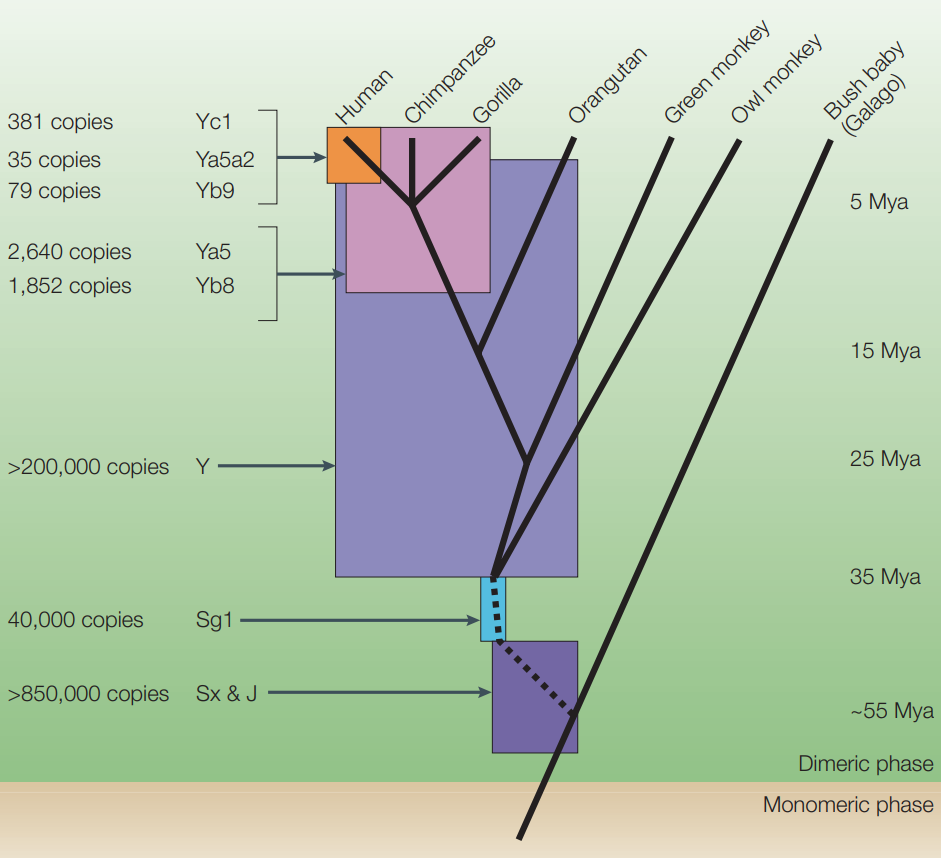 Human
Chimpanzee
Gorilla
Orangutan
Green monkey
Owl monkey
Bush baby
(Galago)
381 copies Yc1
35 copies Ya5a2
79 copies Yb9
5 Mya
2,640 copies Ya5
1,852 copies Yb8
15 Mya
>200,000 copies Y
25 Mya
35 Mya
40,000 copies Sg1
>850,000 copies Sx & J
~55 Mya
Dimeric phase
Monomeric phase